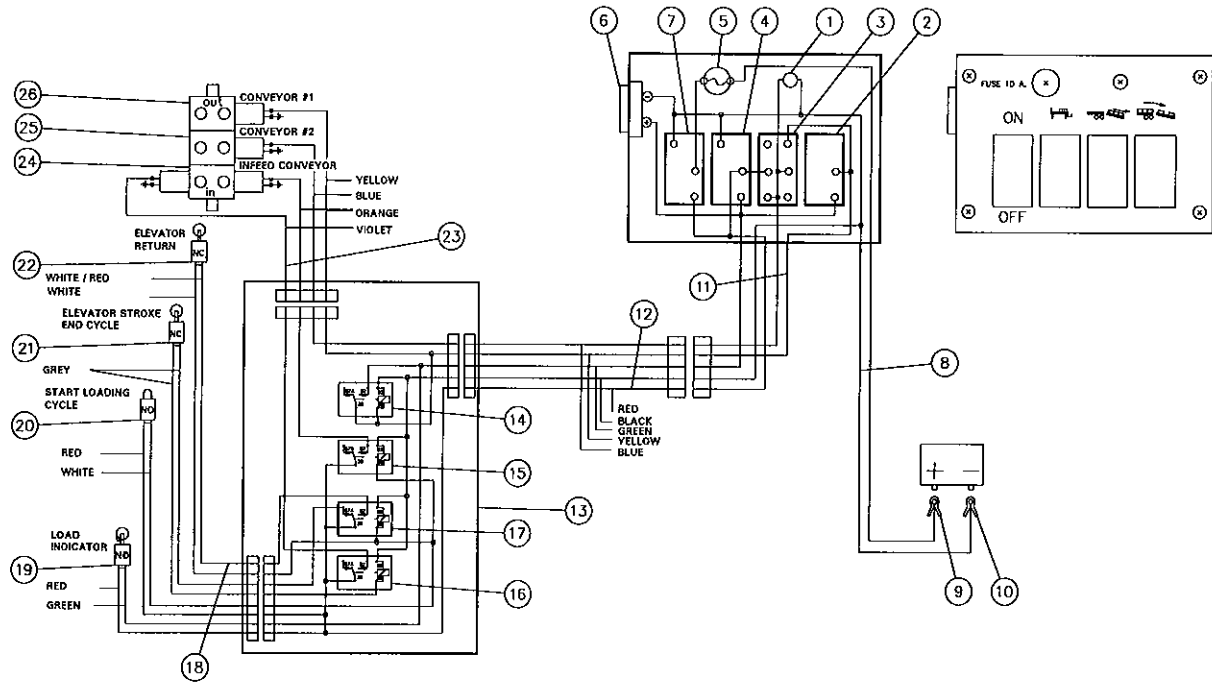 6
7
5
4
1
3
2
26
25
24
out
in
CONVEYOR #1
CONVEYOR #2
INFEED CONVEYOR
YELLOW
BLUE
ORANGE
VIOLET
FUSE 10 A.
ON
OFF
ELEVATOR
RETURN
NC
22
WHITE / RED
WHITE
23
11
ELEVATOR STROKE
END CYCLE
NC
21
GREY
12
8
START LOADING
CYCLE
NO
20
RED
WHITE
14
RED
BLACK
GREEN
YELLOW
BLUE
15
13
17
16
LOAD
INDICATOR
NO
19
RED
GREEN
18
+
−
9
10